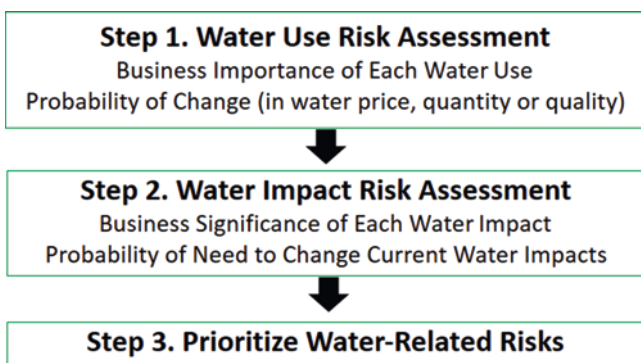 Step 1. Water Use Risk Assessment
Business Importance of Each Water Use
Probability of Change (in water price, quantity or quality)
Step 2. Water Impact Risk Assessment
Business Significance of Each Water Impact
Probability of Need to Change Current Water Impacts
Step 3. Prioritize Water-Related Risks